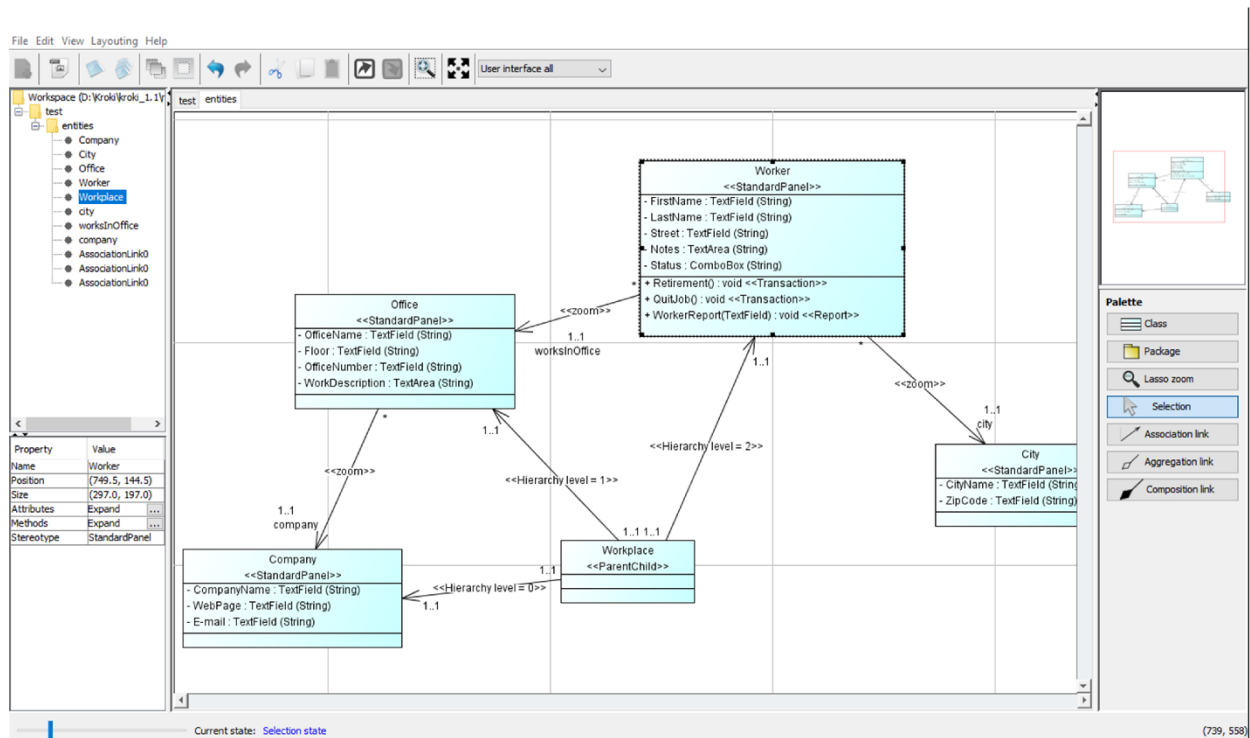 File Edit View Layouting Help
User interface all
Workspace (D:\Kroki\kroki_1.1\r
test
entities
Company
City
Office
Worker
Workplace
city
worksInOffice
company
AssociationLink0
AssociationLink0
AssociationLink0
Property Value
Name Worker
Position (749.5, 144.5)
Size (297.0, 197.0)
Attributes Expand ...
Methods Expand ...
Stereotype StandardPanel
test entities
Worker
<<StandardPanel>>
- FirstName : TextField (String)
- LastName : TextField (String)
- Street : TextField (String)
- Notes : TextArea (String)
- Status : ComboBox (String)
+ Retirement() : void <<Transaction>>
+ QuitJob() : void <<Transaction>>
+ WorkerReport(TextField) : void <<Report>>
*
<<zoom>>
1..1
worksInOffice
Office
<<StandardPanel>>
- OfficeName : TextField (String)
- Floor : TextField (String)
- OfficeNumber : TextField (String)
- WorkDescription : TextArea (String)
*
<<zoom>>
1..1
company
1..1
<<Hierarchy level = 1>>
1..1
<<Hierarchy level = 2>>
1..1 1..1
*
<<zoom>>
1..1
city
City
<<StandardPanel>>
- CityName : TextField (String
- ZipCode : TextField (String)
Workplace
<<ParentChild>>
1..1
<<Hierarchy level = 0>>
1..1
Company
<<StandardPanel>>
- CompanyName : TextField (String)
- WebPage : TextField (String)
- E-mail : TextField (String)
Palette
Class
Package
Lasso zoom
Selection
Association link
Aggregation link
Composition link
Current state: Selection state
(739, 558)